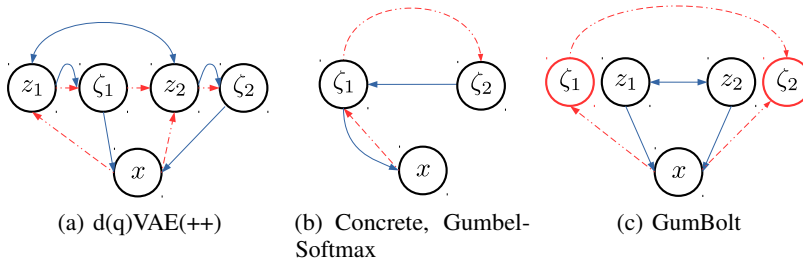 z₁ ζ₁ z₂ ζ₂
x
(a) d(q)VAE(++)
ζ₁ ζ₂
x
(b) Concrete, Gumbel-
Softmax
ζ₁ z₁ z₂ ζ₂
x
(c) GumBolt